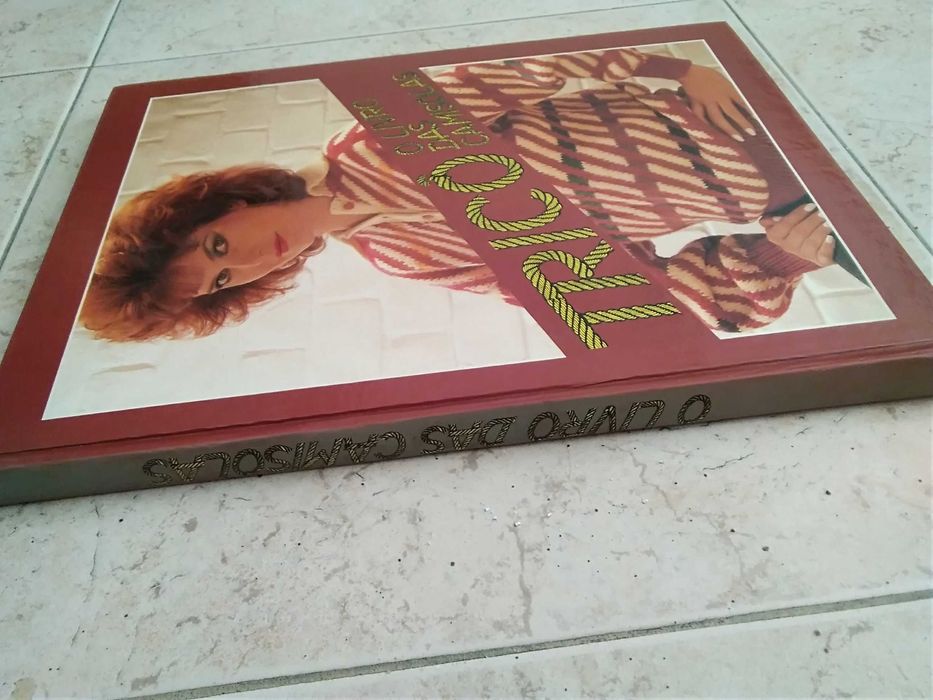 TRICÔ
O LIVRO
DAS
CAMISOLAS
O LIVRO DAS CAMISOLAS